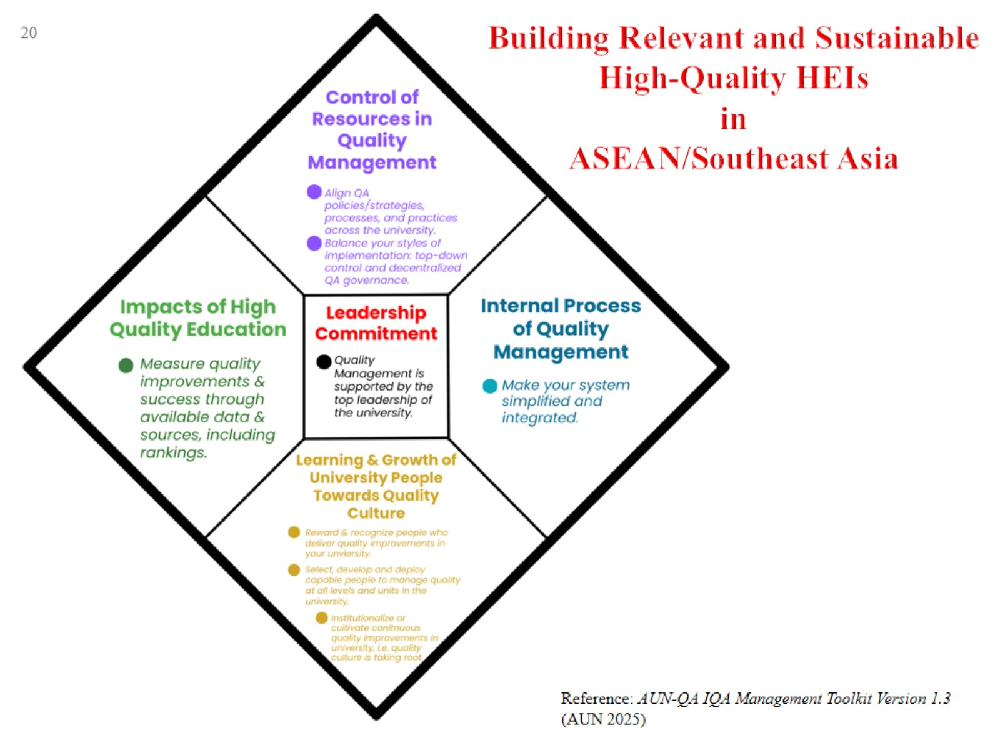 20
Building Relevant and Sustainable
High-Quality HEIs
in
ASEAN/Southeast Asia
Control of
Resources in
Quality
Management
Align QA
policies/strategies,
processes, and practices
across the university.
Balance your styles of
implementation: top-down
control and decentralized
QA governance.
Impacts of High
Quality Education
Measure quality
improvements &
success through
available data &
sources, including
rankings.
Leadership
Commitment
Quality
Management is
supported by the
top leadership of
the university.
Internal Process
of Quality
Management
Make your system
simplified and
integrated.
Learning & Growth of
University People
Towards Quality
Culture
Reward & recognize people who
deliver quality improvements in
your unviersity.
Select, develop and deploy
capable people to manage quality
at all levels and units in the
university.
Institutionalize or
cultivate conitnuous
quality improvements in
university, i.e. quality
culture is taking root.
Reference: AUN-QA IQA Management Toolkit Version 1.3
(AUN 2025)